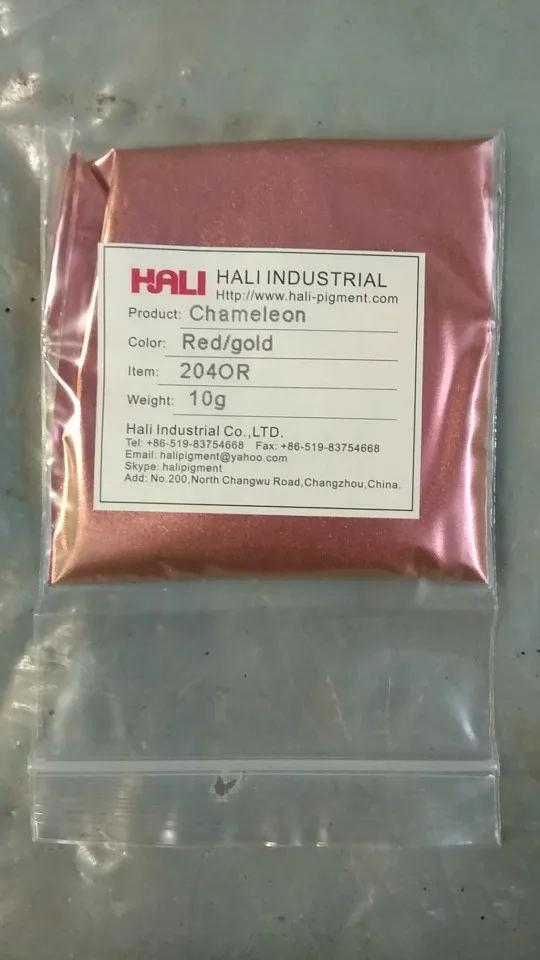 HALI HALI INDUSTRIAL
Http://www.hali-pigment.com
Product: Chameleon
Color: Red/gold
Item: 204OR
Weight: 10g
Hali Industrial Co.,LTD.
Tel: +86-519-83754668 Fax: +86-519-83754668
Email: halipigment@yahoo.com
Skype: halipigment
Add: No.200,North Changwu Road,Changzhou,China.